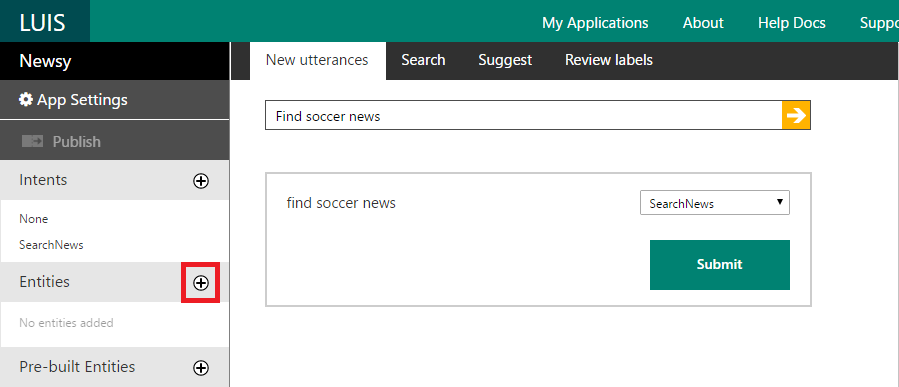 LUIS
My Applications
About
Help Docs
Suppo
Newsy
New utterances
Search
Suggest
Review labels
App Settings
Find soccer news
Publish
Intents
None
SearchNews
find soccer news
SearchNews
Submit
Entities
No entities added
Pre-built Entities